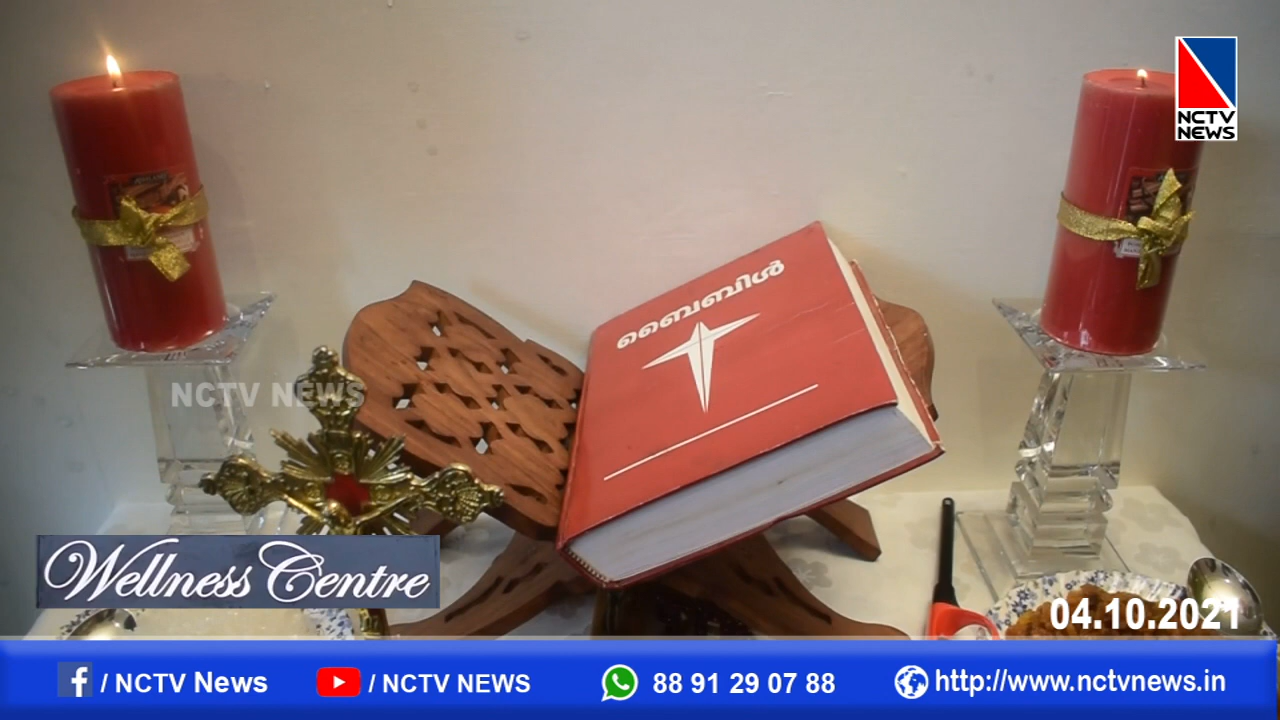 NCTV
NEWS
ബൈബിൾ
NCTV NEWS
Wellness Centre
04.10.2021
/ NCTV News
/ NCTV NEWS
88 91 29 07 88
http://www.nctvnews.in